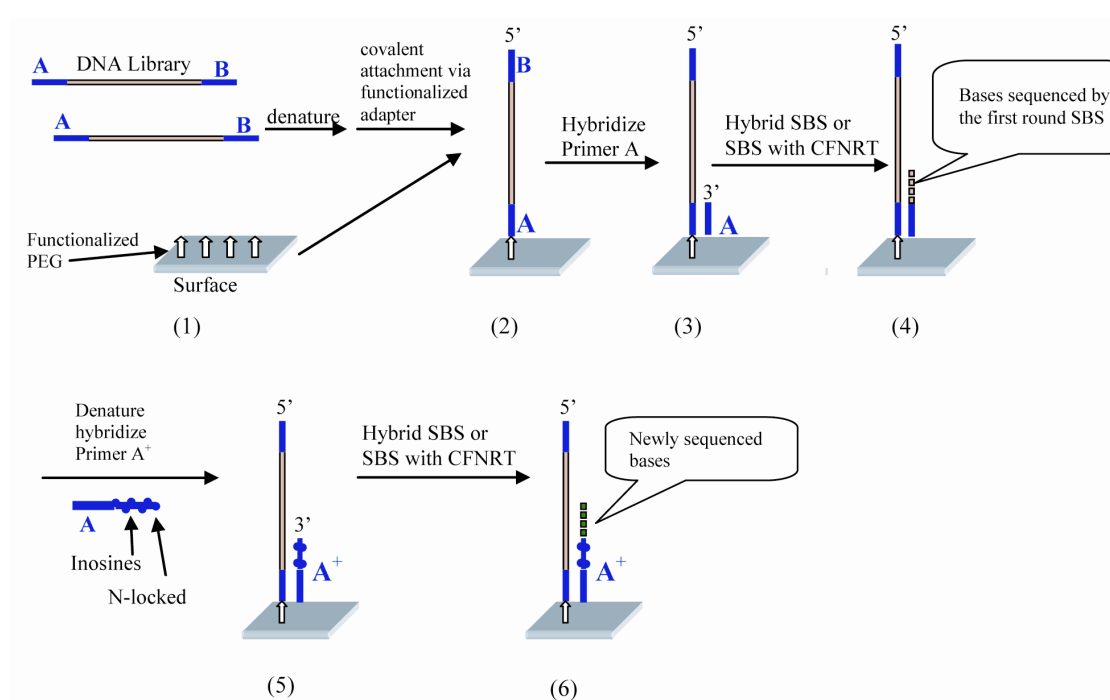 A
DNA Library
B
A
B
denature
covalent
attachment via
functionalized
adapter
Functionalized
PEG
Surface
(1)
5’
B
A
(2)
Hybridize
Primer A
5’
3’
A
(3)
Hybrid SBS or
SBS with CFNRT
5’
(4)
Bases sequenced by
the first round SBS
Denature
hybridize
Primer A+
A
Inosines
N-locked
5’
3’
A+
(5)
Hybrid SBS or
SBS with CFNRT
5’
A+
(6)
Newly sequenced
bases